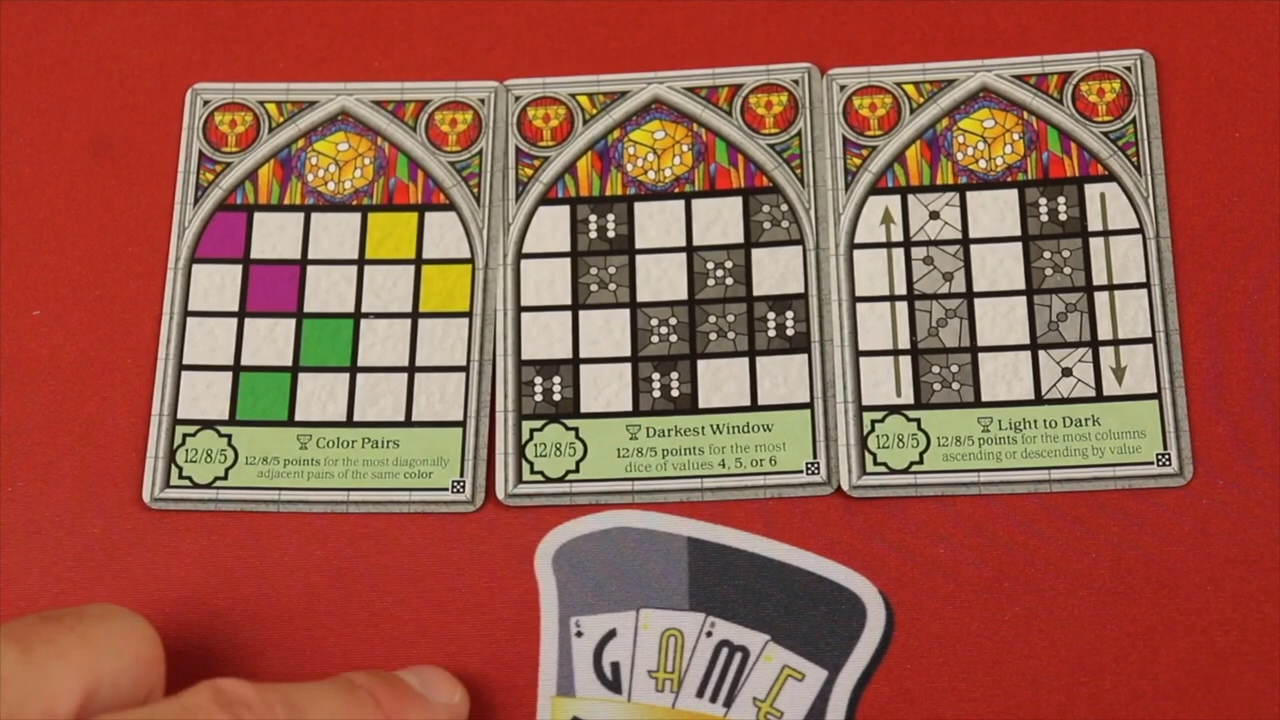 Color Pairs
12/8/5
12/8/5 points for the most diagonally
adjacent pairs of the same color
Darkest Window
12/8/5
12/8/5 points for the most
dice of values 4, 5, or 6
Light to Dark
12/8/5
12/8/5 points for the most columns
ascending or descending by value
GAME